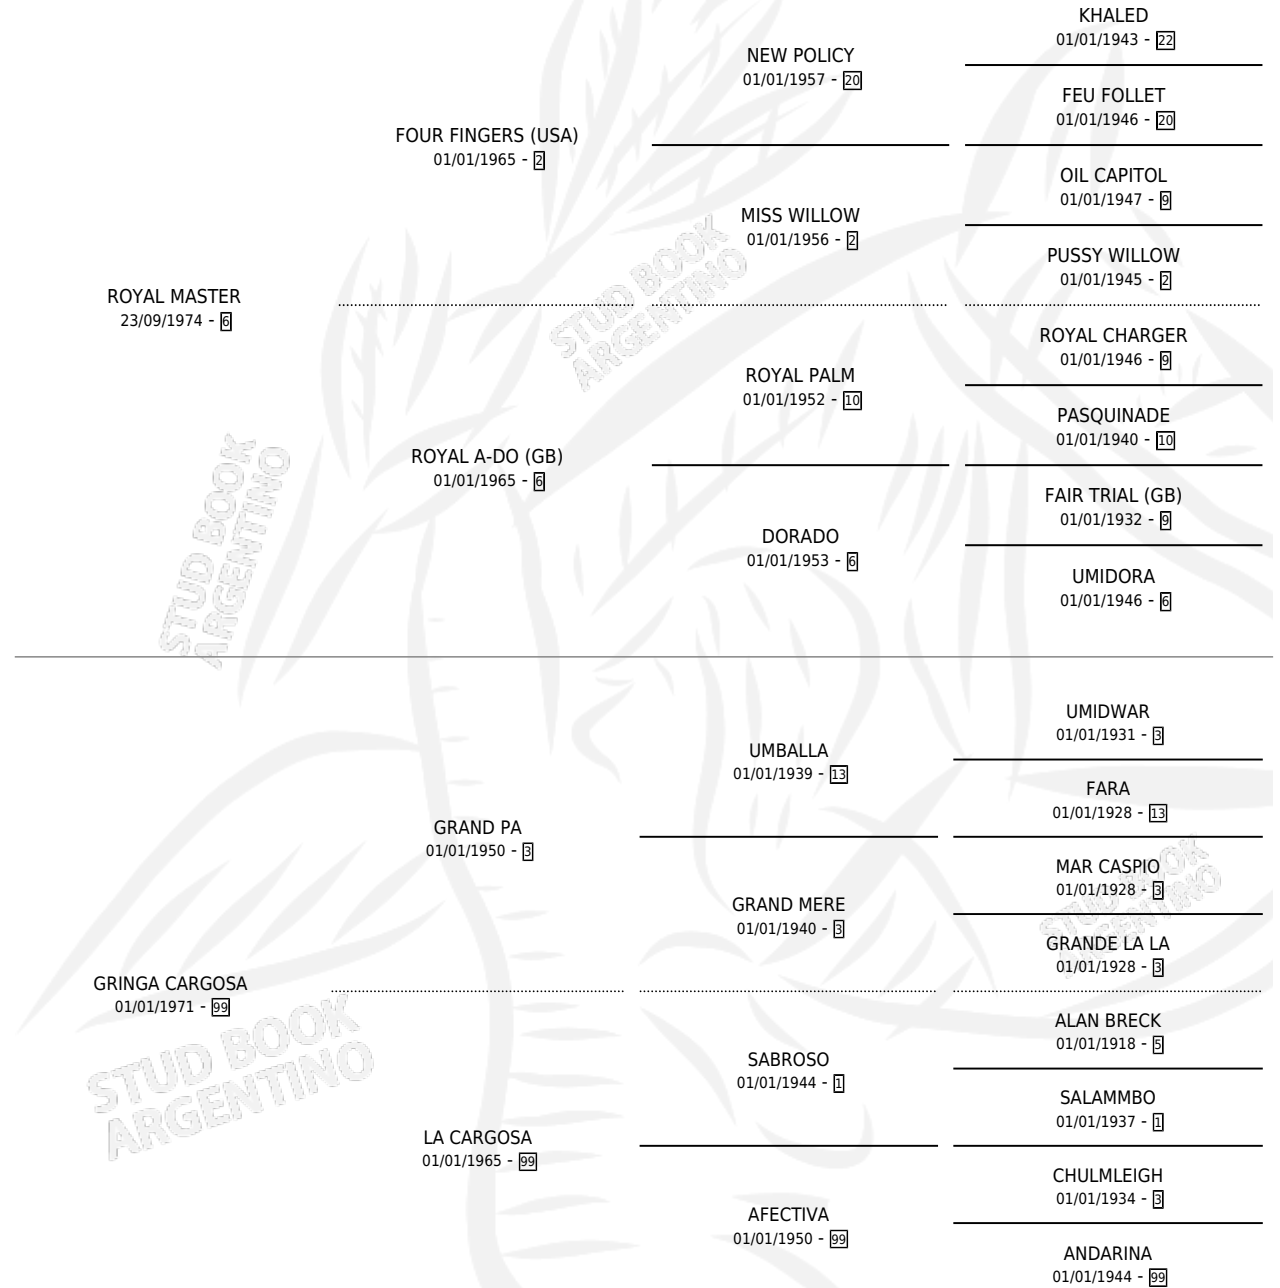 KHALED
01/01/1943 - 22
NEW POLICY
01/01/1957 - 20
FEU FOLLET
01/01/1946 - 20
FOUR FINGERS (USA)
01/01/1965 - 2
OIL CAPITOL
01/01/1947 - 9
MISS WILLOW
01/01/1956 - 2
PUSSY WILLOW
01/01/1945 - 2
ROYAL MASTER
23/09/1974 - 6
ROYAL CHARGER
01/01/1946 - 9
ROYAL PALM
01/01/1952 - 10
PASQUINADE
01/01/1940 - 10
ROYAL A-DO (GB)
01/01/1965 - 6
FAIR TRIAL (GB)
01/01/1932 - 9
DORADO
01/01/1953 - 6
UMIDORA
01/01/1946 - 6
UMIDWAR
01/01/1931 - 3
UMBALLA
01/01/1939 - 13
FARA
01/01/1928 - 13
GRAND PA
01/01/1950 - 3
MAR CASPIO
01/01/1928 - 3
GRAND MERE
01/01/1940 - 3
GRANDE LA LA
01/01/1928 - 3
GRINGA CARGOSA
01/01/1971 - 99
ALAN BRECK
01/01/1918 - 5
SABROSO
01/01/1944 - 1
SALAMMBO
01/01/1937 - 1
LA CARGOSA
01/01/1965 - 99
CHULMLEIGH
01/01/1934 - 3
AFECTIVA
01/01/1950 - 99
ANDARINA
01/01/1944 - 99
STUD BOOK
ARGENTINO
STUD BOOK
ARGENTINO
STUD BOOK
ARGENTINO
STUD BOOK
ARGENTINO